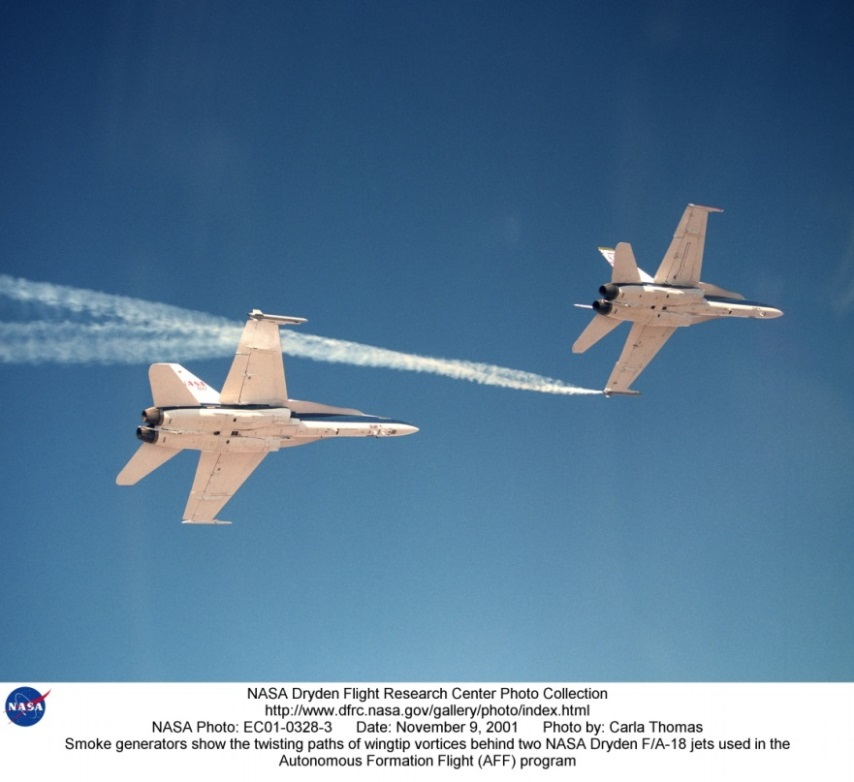 NASA
NASA Dryden Flight Research Center Photo Collection
http://www.dfrc.nasa.gov/gallery/photo/index.html
NASA Photo: EC01-0328-3 Date: November 9, 2001 Photo by: Carla Thomas
Smoke generators show the twisting paths of wingtip vortices behind two NASA Dryden F/A-18 jets used in the
Autonomous Formation Flight (AFF) program